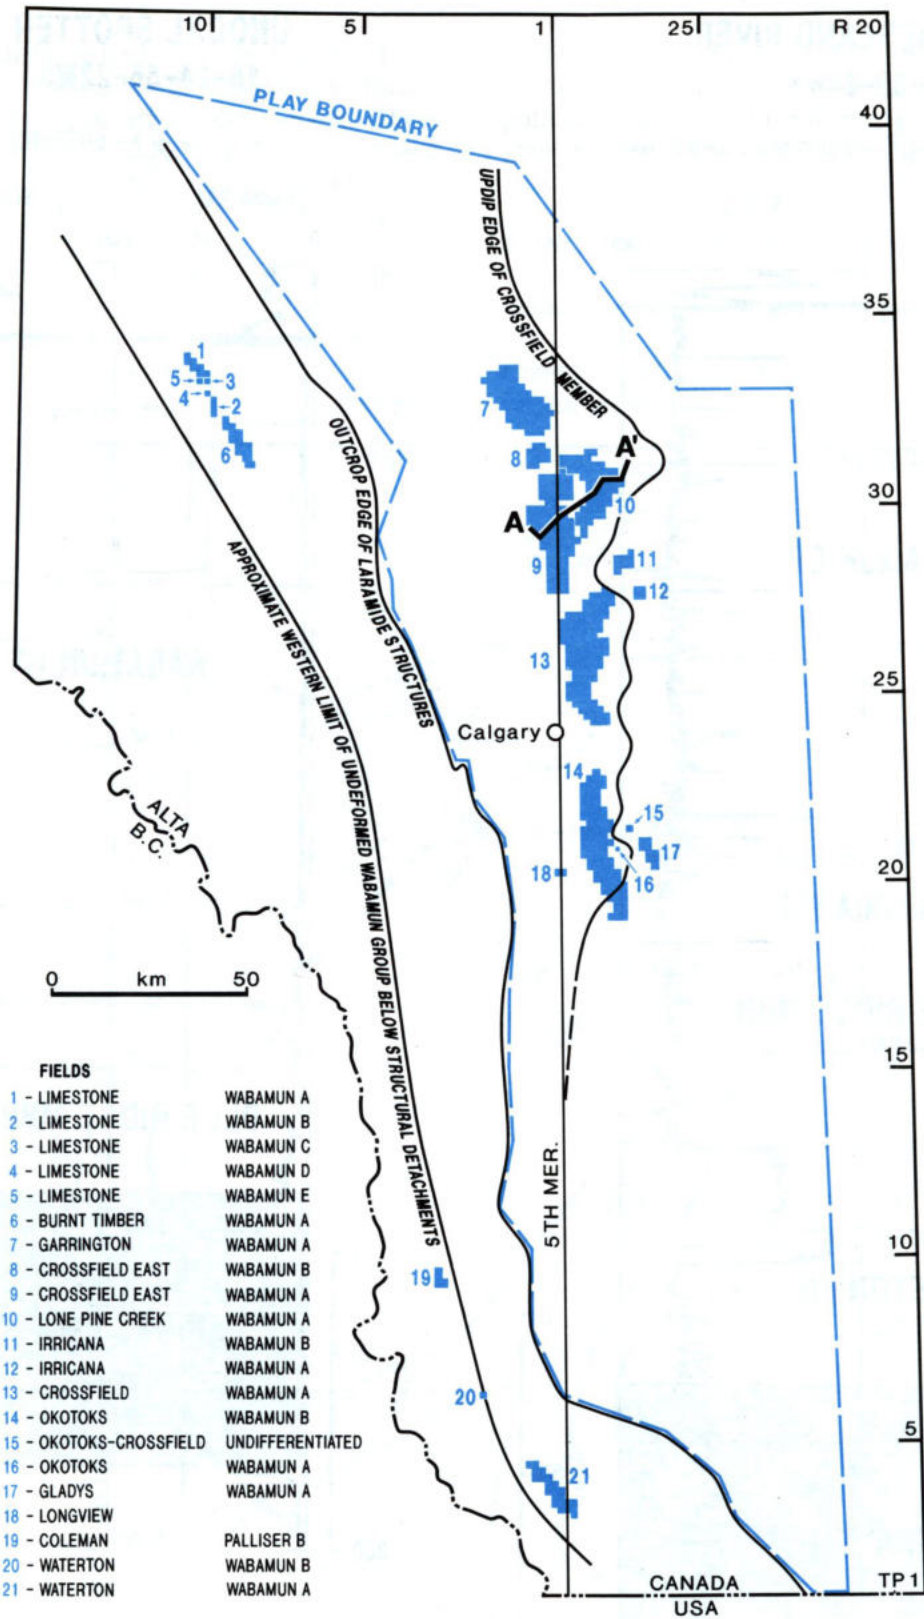 10 5 1 25 R 20
PLAY BOUNDARY
40
UPDIP EDGE OF CROSSFIELD MEMBER
35
1
5 3
4
2
6
7
OUTCROP EDGE OF LARAMIDE STRUCTURES
8
A'
30
A
10
9
11
12
APPROXIMATE WESTERN LIMIT OF UNDEFORMED WABAMUN GROUP BELOW STRUCTURAL DETACHMENTS
13
25
Calgary
14
ALTA
B.C.
15
17
18
16
20
0 km 50
15
5TH MER.
10
19
20
5
21
FIELDS
1 - LIMESTONE WABAMUN A
2 - LIMESTONE WABAMUN B
3 - LIMESTONE WABAMUN C
4 - LIMESTONE WABAMUN D
5 - LIMESTONE WABAMUN E
6 - BURNT TIMBER WABAMUN A
7 - GARRINGTON WABAMUN A
8 - CROSSFIELD EAST WABAMUN B
9 - CROSSFIELD EAST WABAMUN A
10 - LONE PINE CREEK WABAMUN A
11 - IRRICANA WABAMUN B
12 - IRRICANA WABAMUN A
13 - CROSSFIELD WABAMUN A
14 - OKOTOKS WABAMUN B
15 - OKOTOKS-CROSSFIELD UNDIFFERENTIATED
16 - OKOTOKS WABAMUN A
17 - GLADYS WABAMUN A
18 - LONGVIEW
19 - COLEMAN PALLISER B
20 - WATERTON WABAMUN B
21 - WATERTON WABAMUN A
CANADA
USA
TP 1